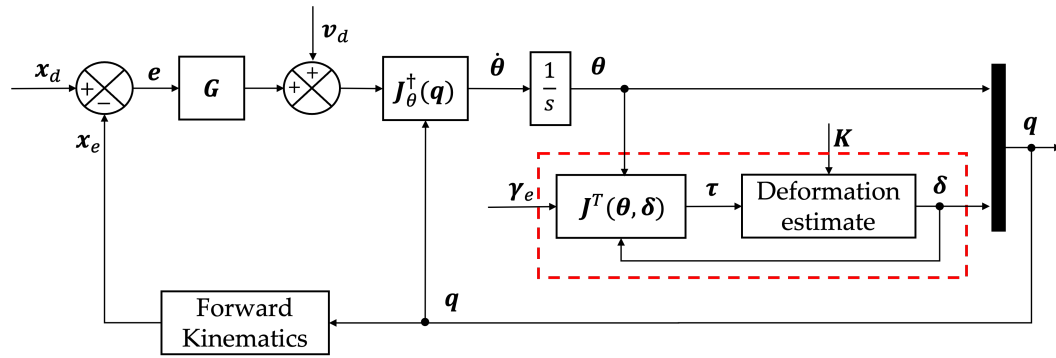 v_d
x_d
+
−
e
G
+
+
J_θ^†(q)
θ̇
1
s
θ
q
x_e
K
γ_e
J^T(θ, δ)
τ
Deformation
estimate
δ
Forward
Kinematics
q